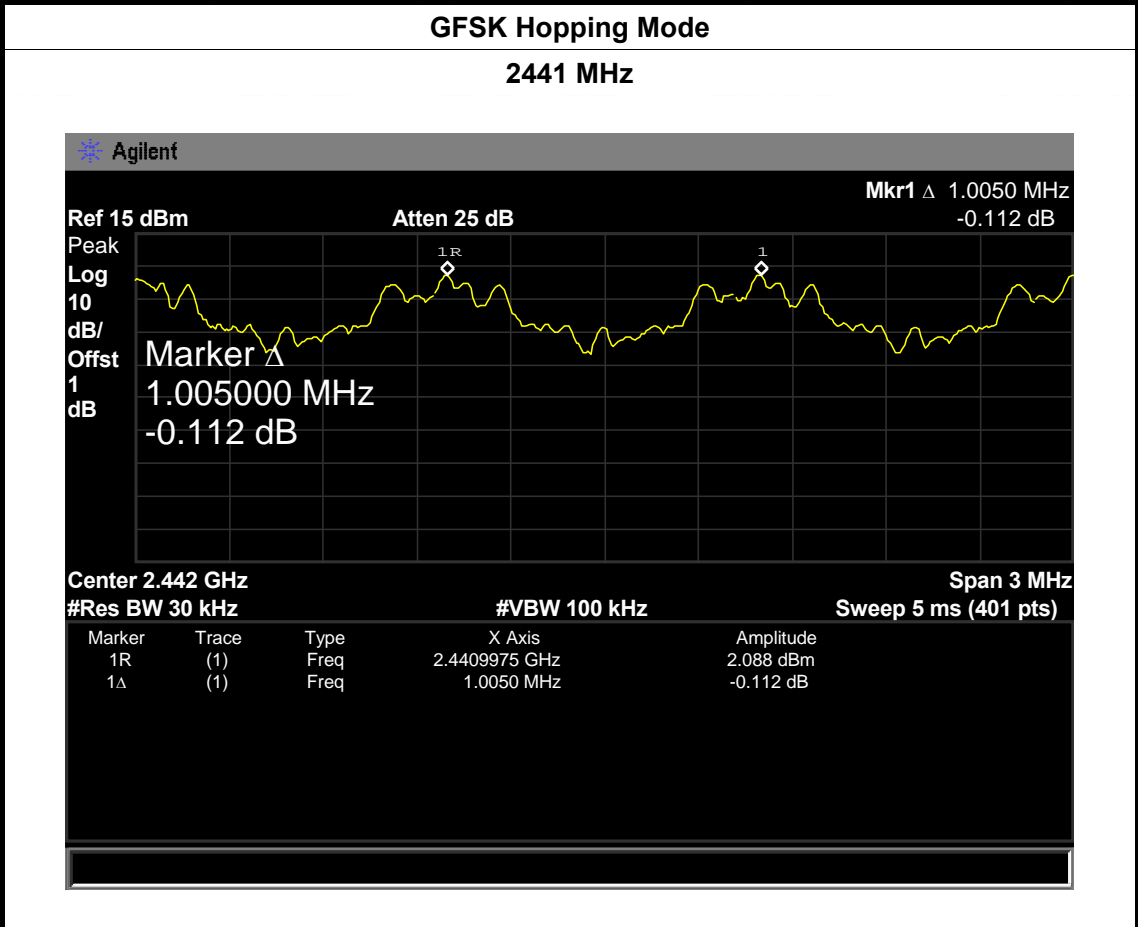 GFSK Hopping Mode
2441 MHz
Agilent
Mkr1 Δ 1.0050 MHz
Ref 15 dBm Atten 25 dB -0.112 dB
Peak
Log
10
dB/
Offst
1
dB
1R 1
Marker Δ
1.005000 MHz
-0.112 dB
Center 2.442 GHz Span 3 MHz
#Res BW 30 kHz #VBW 100 kHz Sweep 5 ms (401 pts)
Marker Trace Type X Axis Amplitude
1R (1) Freq 2.4409975 GHz 2.088 dBm
1Δ (1) Freq 1.0050 MHz -0.112 dB